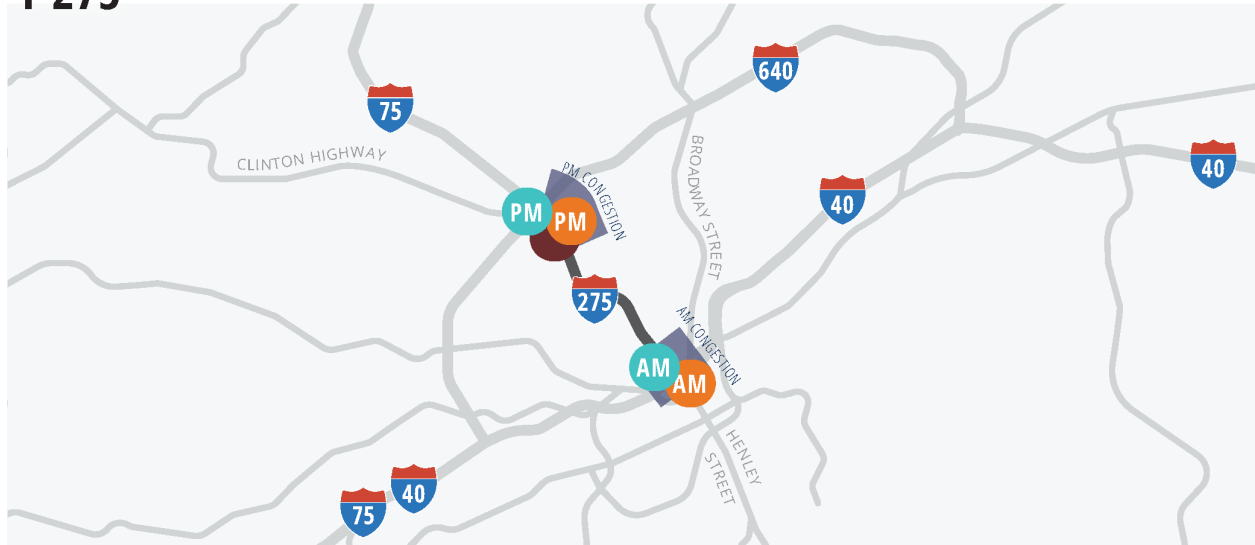 640
75
BROADWAY STREET
CLINTON HIGHWAY
40
PM CONGESTION
40
PM
PM
275
AM CONGESTION
AM
AM
HENLEY
STREET
40
75